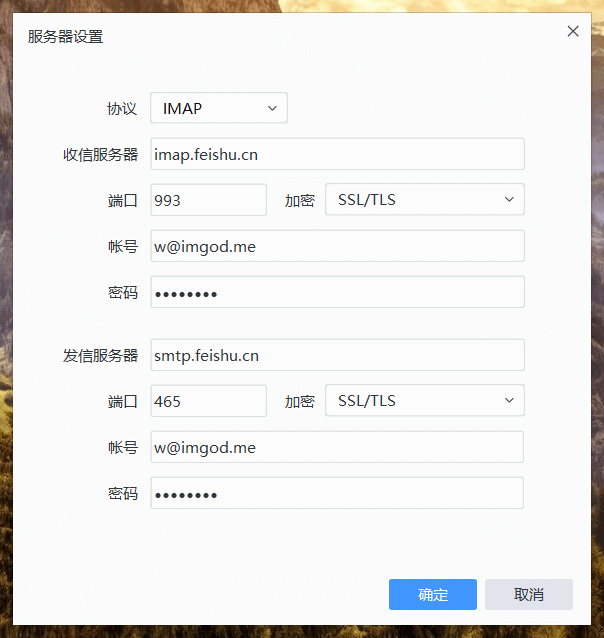 服务器设置
协议 IMAP
收信服务器 imap.feishu.cn
端口 993 加密 SSL/TLS
帐号 w@imgod.me
密码 ••••••••
发信服务器 smtp.feishu.cn
端口 465 加密 SSL/TLS
帐号 w@imgod.me
密码 ••••••••
确定 取消